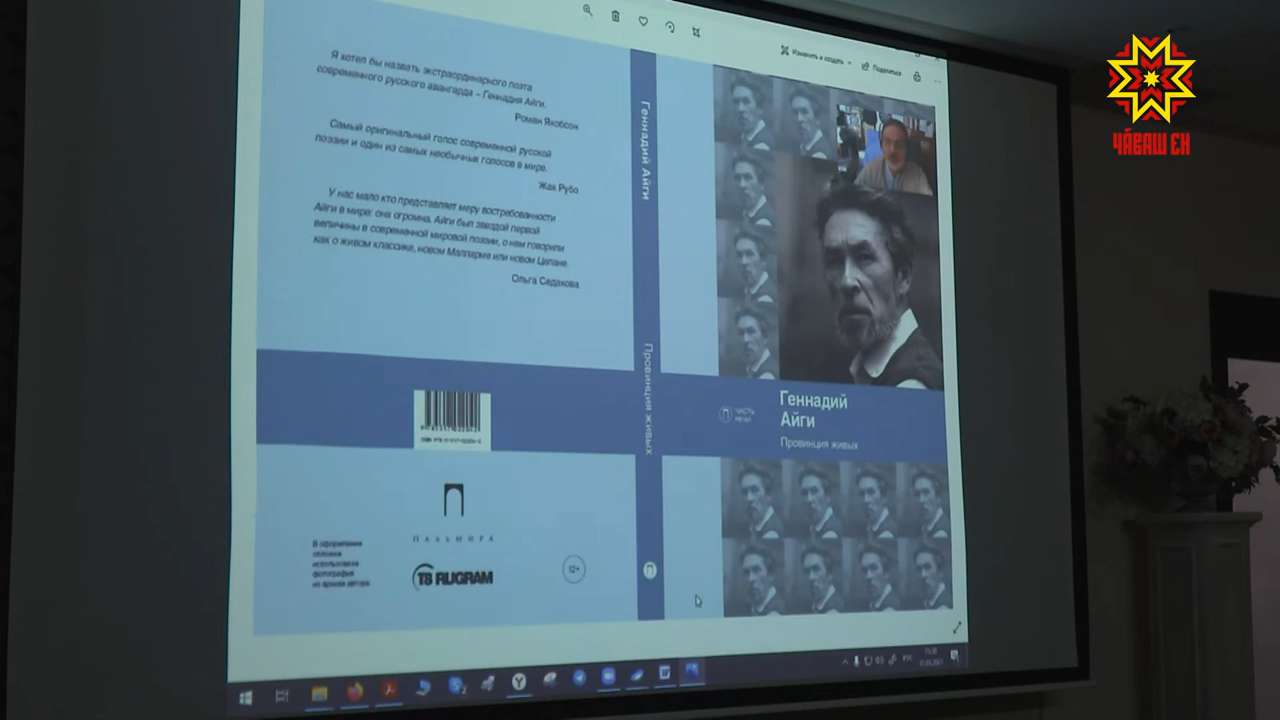 Изменить и создать
Поделиться
ЧӐВАШ ЕН
Я хотел бы назвать экстраординарного поэта
современного русского авангарда – Геннадия Айги.
Роман Якобсон
Самый оригинальный голос современной русской
поэзии и один из самых необычных голосов в мире.
Жак Рубо
У нас мало кто представляет меру востребованности
Айги в мире: она огромна. Айги был звездой первой
величины в современной мировой поэзии, о нем говорили
как о живом классике, новом Малларме или новом Целане.
Ольга Седакова
Геннадий Айги
Провинция живых
ЧАСТЬ
РЕЧИ
Геннадий
Айги
Провинция живых
ПАЛЬМИРА
В оформлении
обложки
использована
фотография
из архива автора
T8 RUGRAM
12+
РУС